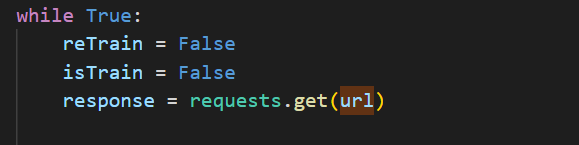 while True:
    reTrain = False
    isTrain = False
    response = requests.get(url)